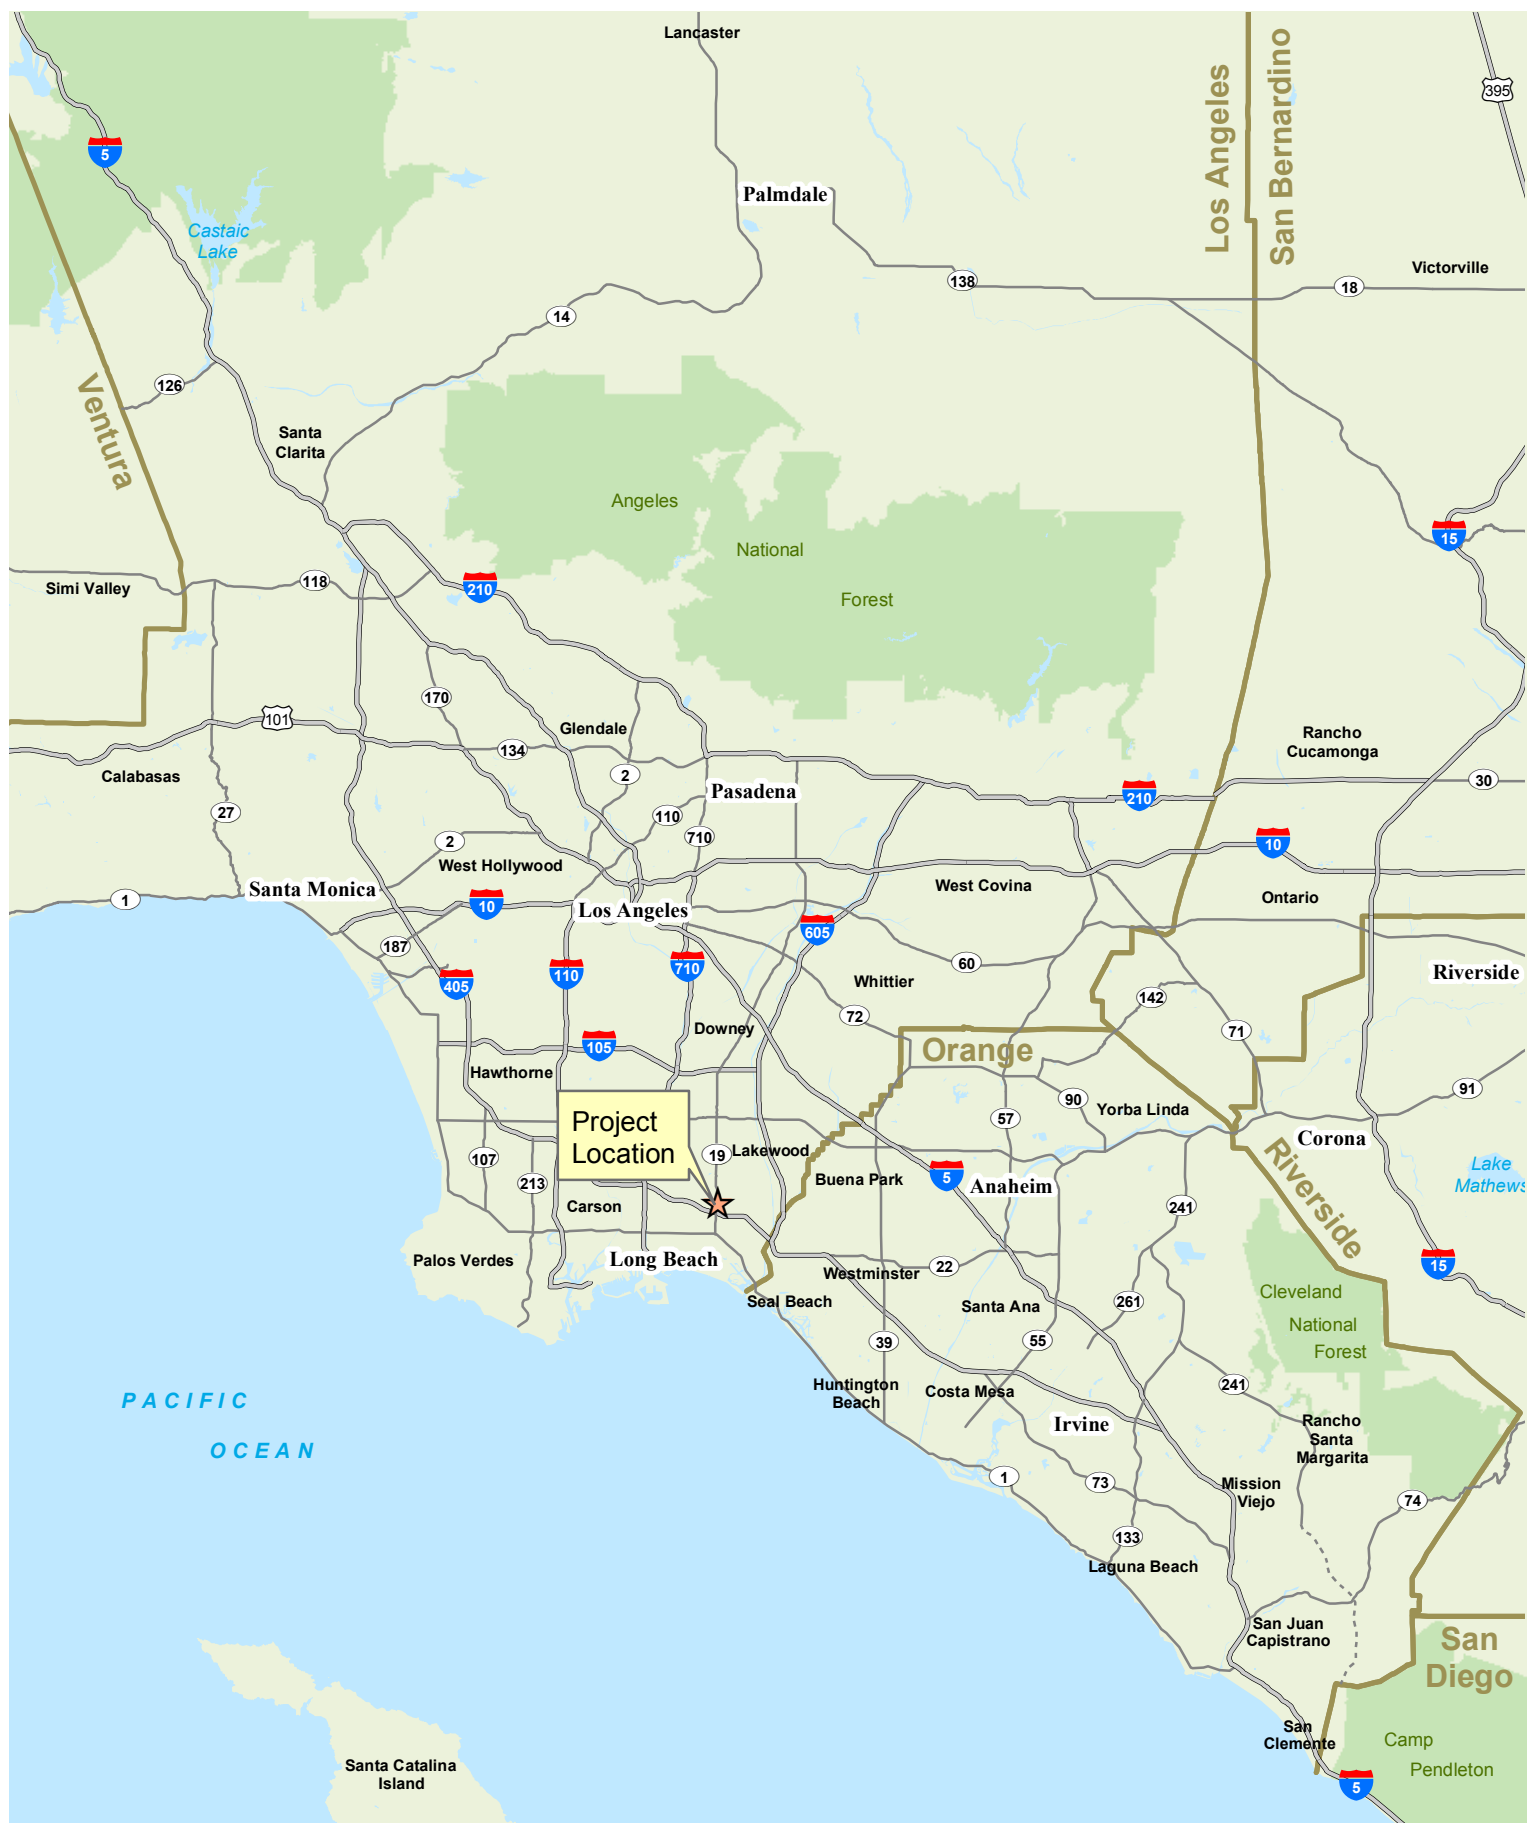 Lancaster
395
Los Angeles
San Bernardino
5
Palmdale
Castaic
Lake
Victorville
138
18
14
126
Ventura
Santa
Clarita
Angeles
National
Forest
15
118
Simi Valley
210
170
101
Glendale
134
Rancho
Cucamonga
Calabasas
2
30
Pasadena
210
27
110
710
2
10
West Hollywood
West Covina
Santa Monica
1
10
Los Angeles
Ontario
605
187
60
Riverside
405
110
710
Whittier
142
72
Downey
71
105
Orange
Hawthorne
91
90
Yorba Linda
57
Project
Location
Corona
19
Lakewood
107
Buena Park
5
Anaheim
Riverside
Lake
Mathews
213
Carson
241
Palos Verdes
Long Beach
22
Westminster
15
Seal Beach
Santa Ana
261
Cleveland
National
Forest
39
55
Huntington
Beach
Costa Mesa
241
PACIFIC
OCEAN
Irvine
Rancho
Santa
Margarita
1
73
Mission
Viejo
74
133
Laguna Beach
San Juan
Capistrano
San
Diego
San
Clemente
Camp
Pendleton
Santa Catalina
Island
5